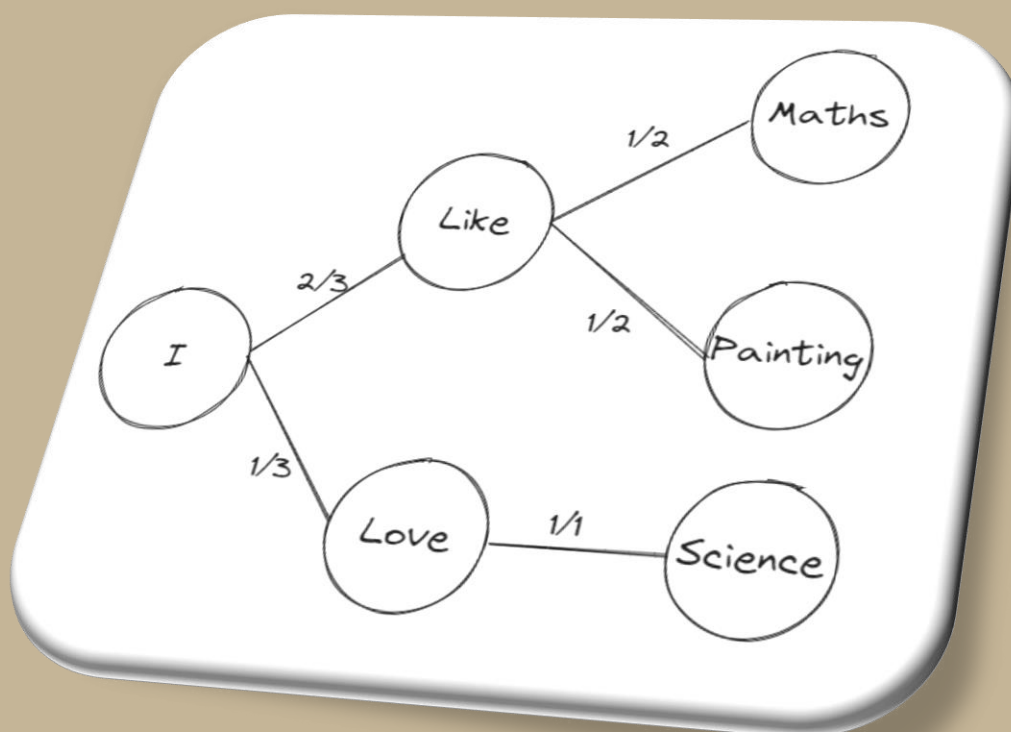 Maths
1/2
Like
2/3
1/2
I
Painting
1/3
Love
1/1
Science